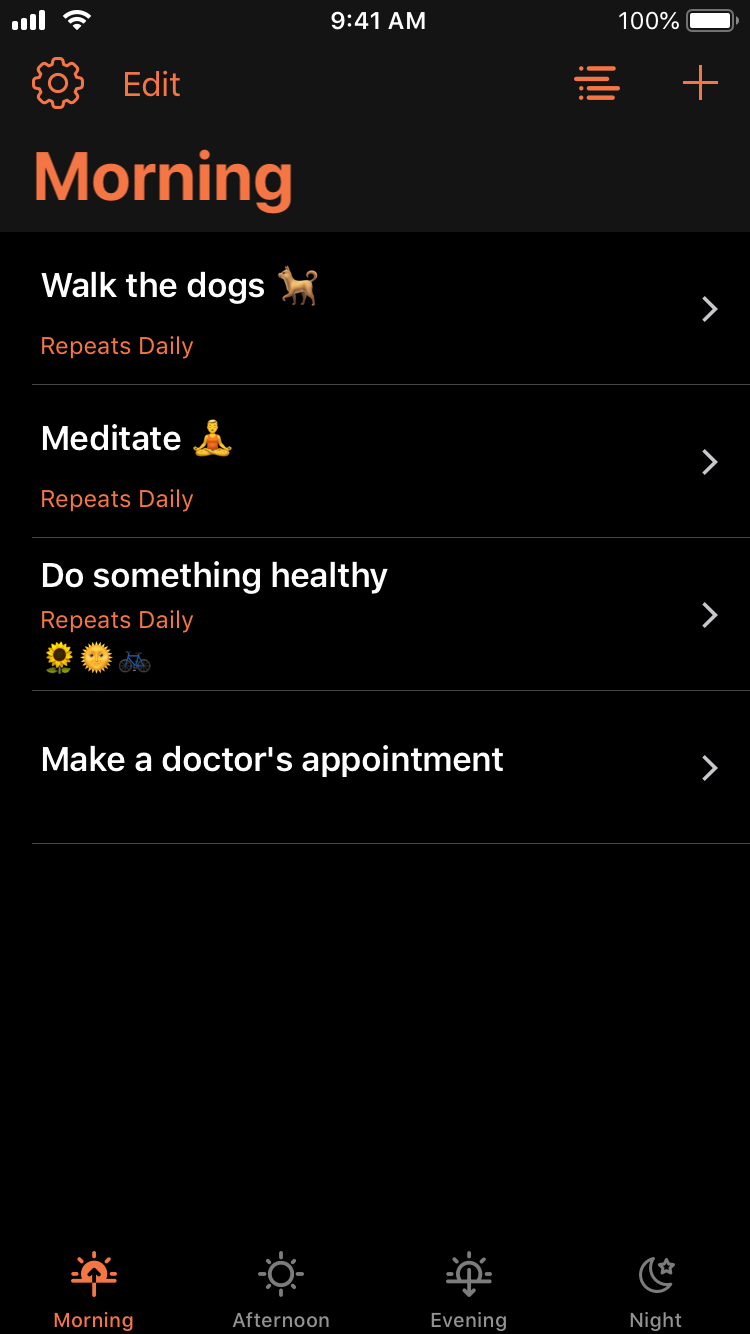 9:41 AM 100%
Edit
Morning
Walk the dogs 🐕
Repeats Daily
Meditate 🧘
Repeats Daily
Do something healthy
Repeats Daily
🌻🌞🚲
Make a doctor's appointment
Morning Afternoon Evening Night